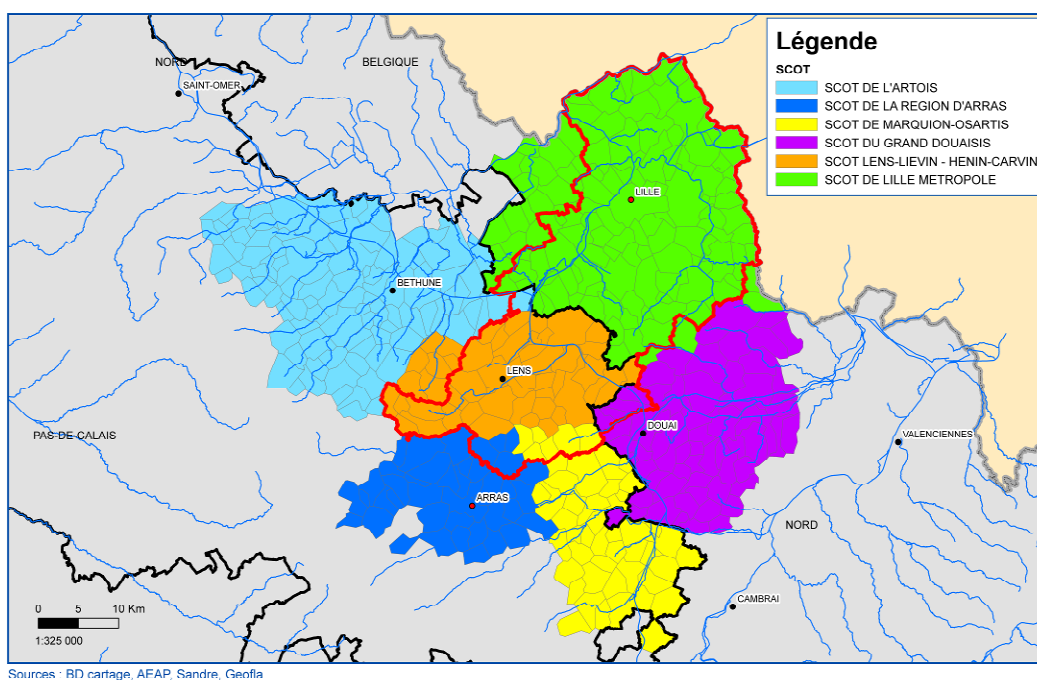 Légende
SCOT
SCOT DE L'ARTOIS
SCOT DE LA REGION D'ARRAS
SCOT DE MARQUION-OSARTIS
SCOT DU GRAND DOUAISIS
SCOT LENS-LIEVIN - HENIN-CARVIN
SCOT DE LILLE METROPOLE
NORD
BELGIQUE
SAINT-OMER
LILLE
BETHUNE
LENS
PAS-DE-CALAIS
DOUAI
VALENCIENNES
ARRAS
NORD
CAMBRAI
0 5 10 Km
1:325 000
Sources : BD cartage, AEAP, Sandre, Geofla